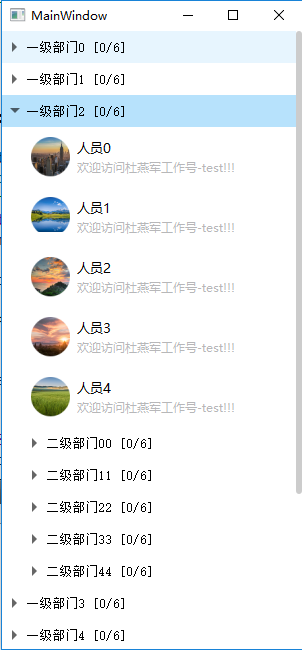 MainWindow
一级部门0 [0/6]
一级部门1 [0/6]
一级部门2 [0/6]
人员0
欢迎访问杜燕军工作号-test!!!
人员1
欢迎访问杜燕军工作号-test!!!
人员2
欢迎访问杜燕军工作号-test!!!
人员3
欢迎访问杜燕军工作号-test!!!
人员4
欢迎访问杜燕军工作号-test!!!
二级部门00 [0/6]
二级部门11 [0/6]
二级部门22 [0/6]
二级部门33 [0/6]
二级部门44 [0/6]
一级部门3 [0/6]
一级部门4 [0/6]